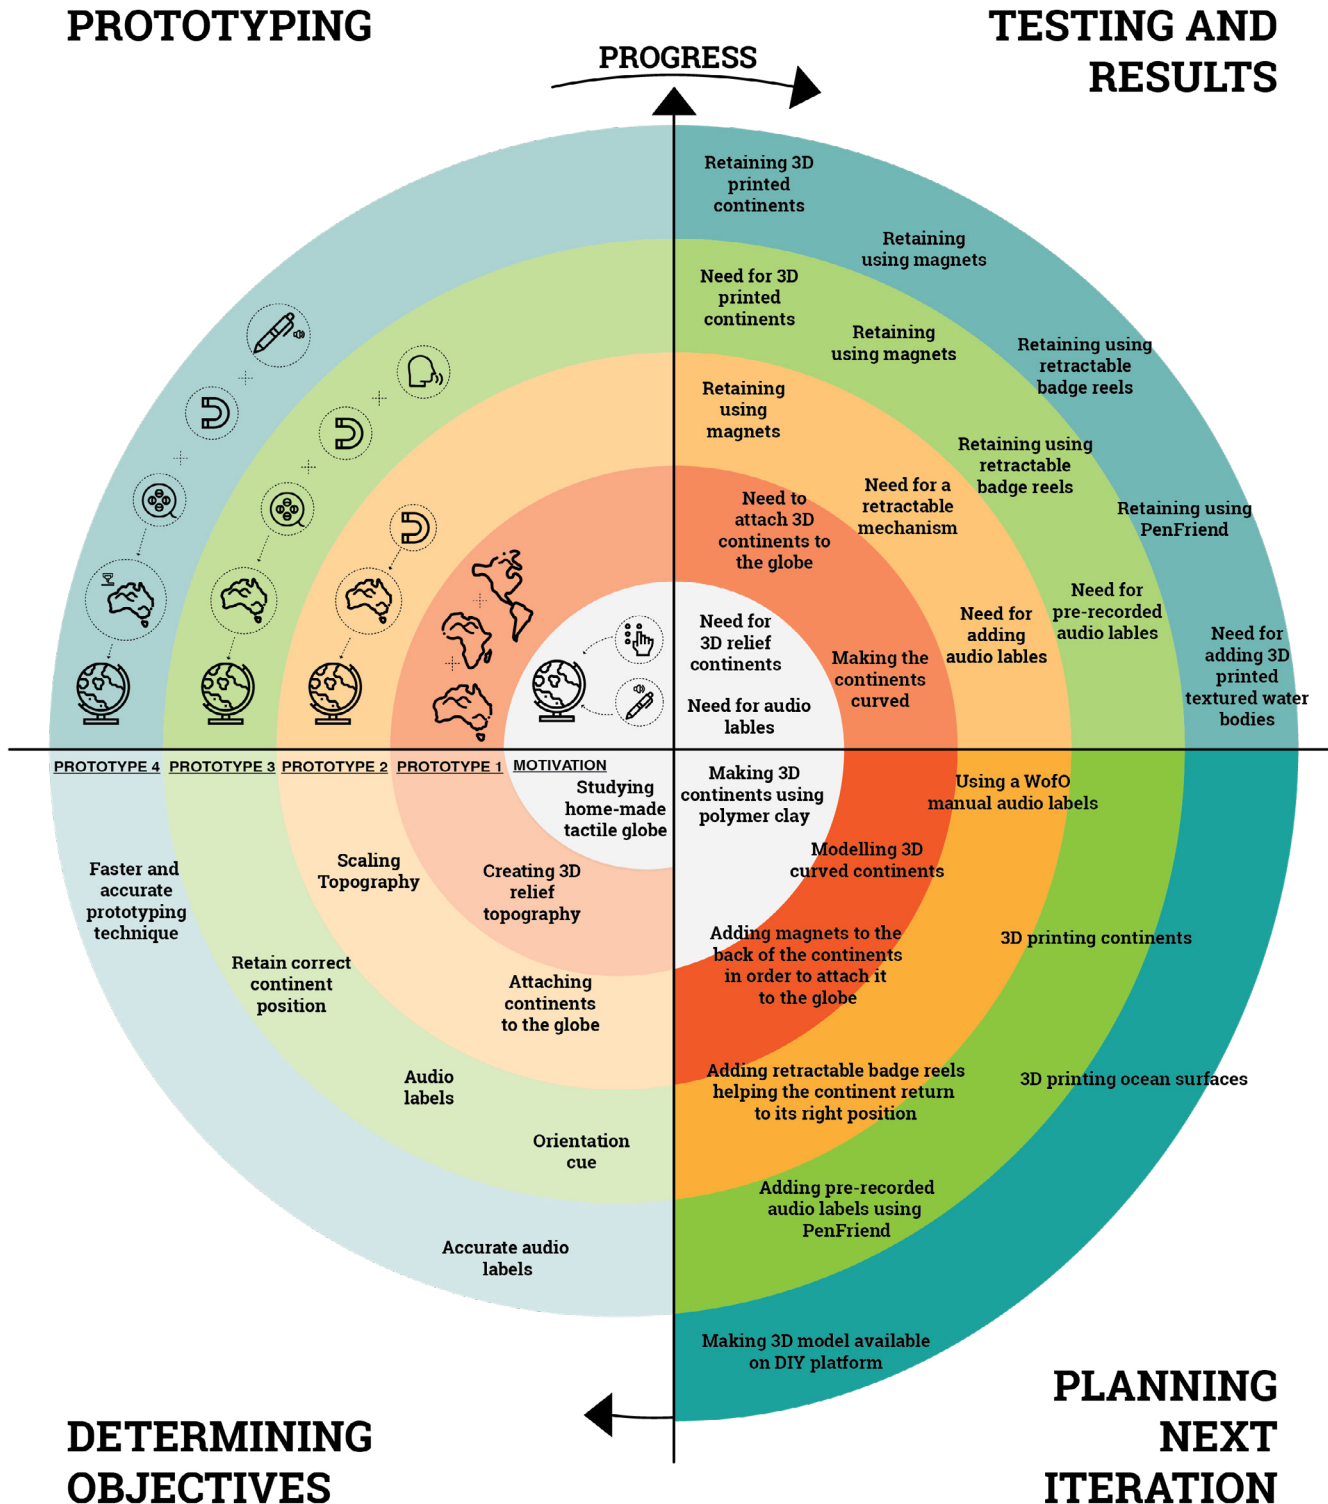 PROTOTYPING
TESTING AND
RESULTS
PROGRESS
Retaining 3D
printed
continents
Retaining
using magnets
Retaining using
retractable
badge reels
Retaining using
PenFriend
Need for
adding 3D
printed
textured water
bodies
Need for 3D
printed
continents
Retaining
using magnets
Retaining using
retractable
badge reels
Need for
pre-recorded
audio lables
Retaining
using
magnets
Need for a
retractable
mechanism
Need for
adding
audio lables
Need to
attach 3D
continents to
the globe
Making the
continents
curved
Need for
3D relief
continents
Need for audio
lables
PROTOTYPE 4
PROTOTYPE 3
PROTOTYPE 2
PROTOTYPE 1
MOTIVATION
Studying
home-made
tactile globe
Making 3D
continents using
polymer clay
Using a WofO
manual audio labels
Modelling 3D
curved continents
Adding magnets to the
back of the continents
in order to attach it
to the globe
3D printing continents
Adding retractable badge reels
helping the continent return
to its right position
3D printing ocean surfaces
Adding pre-recorded
audio labels using
PenFriend
Making 3D model available
on DIY platform
Creating 3D
relief
topography
Scaling
Topography
Attaching
continents
to the globe
Retain correct
continent
position
Audio
labels
Orientation
cue
Faster and
accurate
prototyping
technique
Accurate audio
labels
DETERMINING
OBJECTIVES
PLANNING
NEXT
ITERATION